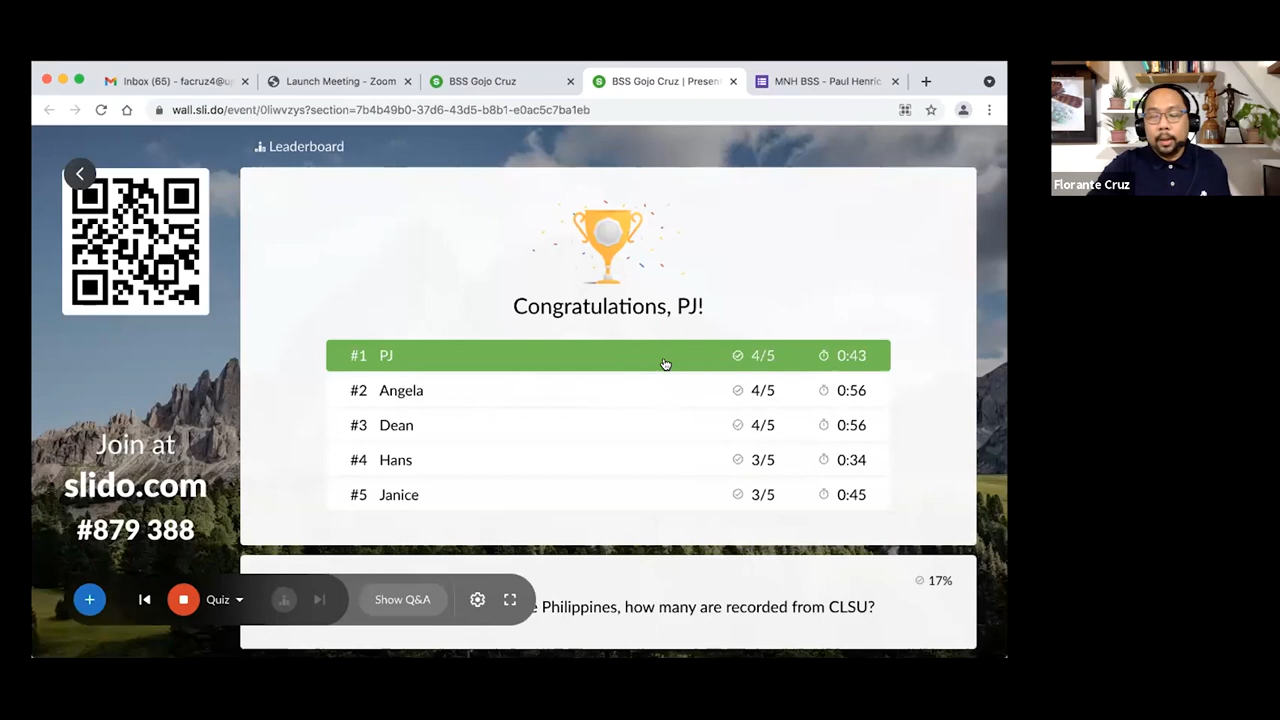 Inbox (65) - facruz4@up
Launch Meeting - Zoom
BSS Gojo Cruz
BSS Gojo Cruz | Present
MNH BSS - Paul Henric
wall.sli.do/event/0liwvzys?section=7b4b49b0-37d6-43d5-b8b1-e0ac5c7ba1eb
Leaderboard
Congratulations, PJ!
#1 PJ 4/5 0:43
#2 Angela 4/5 0:56
#3 Dean 4/5 0:56
#4 Hans 3/5 0:34
#5 Janice 3/5 0:45
Join at
slido.com
#879 388
17%
Philippines, how many are recorded from CLSU?
Quiz
Show Q&A
Florante Cruz